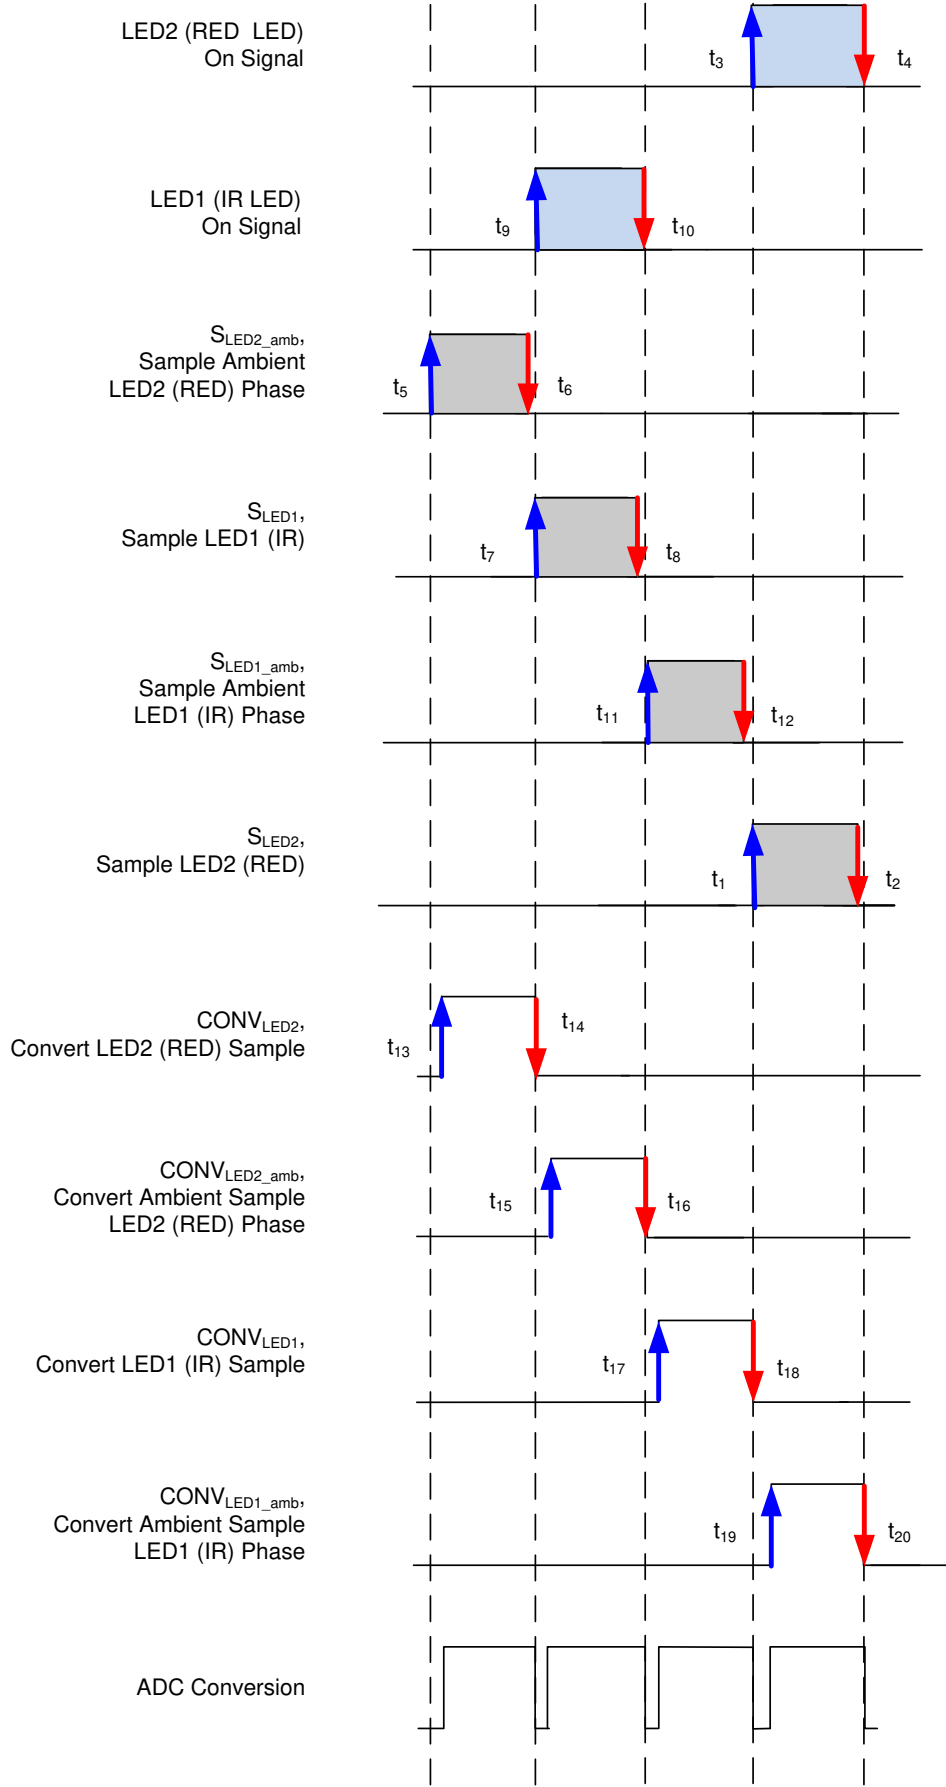 LED2 (RED LED)
On Signal
t3
t4
LED1 (IR LED)
On Signal
t9
t10
SLED2_amb,
Sample Ambient
LED2 (RED) Phase
t5
t6
SLED1,
Sample LED1 (IR)
t7
t8
SLED1_amb,
Sample Ambient
LED1 (IR) Phase
t11
t12
SLED2,
Sample LED2 (RED)
t1
t2
CONVLED2,
Convert LED2 (RED) Sample
t13
t14
CONVLED2_amb,
Convert Ambient Sample
LED2 (RED) Phase
t15
t16
CONVLED1,
Convert LED1 (IR) Sample
t17
t18
CONVLED1_amb,
Convert Ambient Sample
LED1 (IR) Phase
t19
t20
ADC Conversion